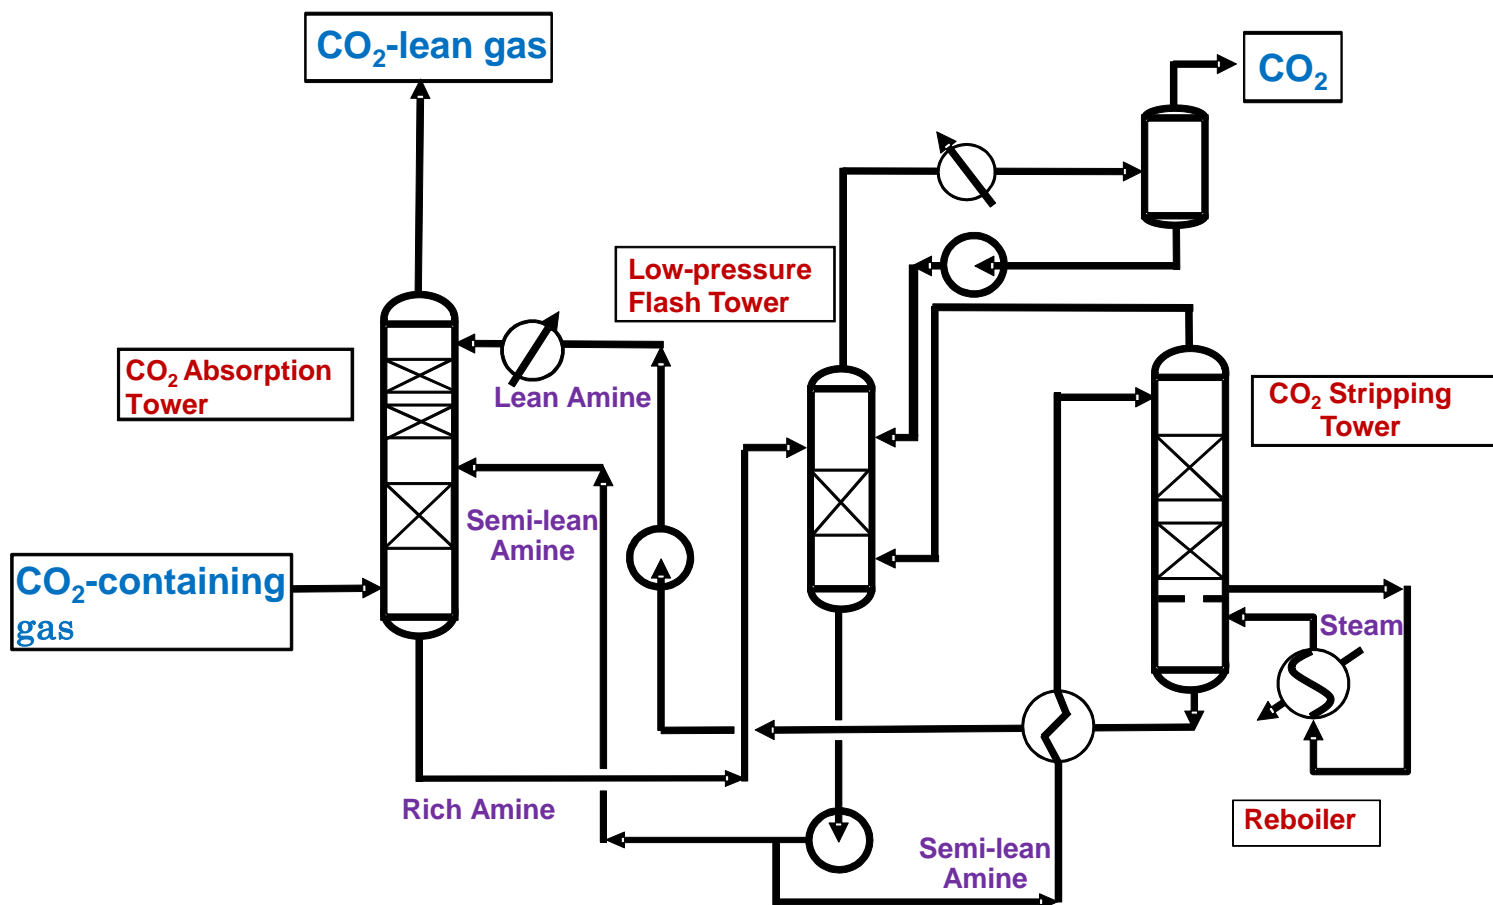 CO₂-lean gas
CO₂
Low-pressure
Flash Tower
CO₂ Absorption
Tower
Lean Amine
CO₂ Stripping
Tower
Semi-lean
Amine
CO₂-containing
gas
Steam
Rich Amine
Reboiler
Semi-lean
Amine